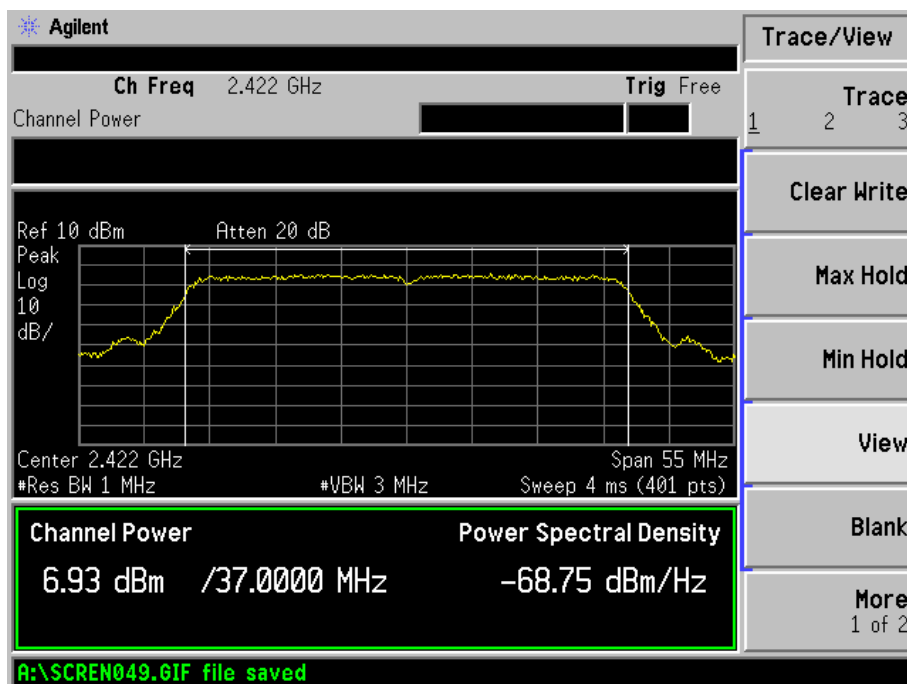 Agilent
Trace/View
Ch Freq 2.422 GHz Trig Free
Channel Power
Trace
1 2 3
Clear Write
Max Hold
Min Hold
View
Blank
More
1 of 2
Ref 10 dBm Atten 20 dB
Peak
Log
10
dB/
Center 2.422 GHz Span 55 MHz
#Res BW 1 MHz #VBW 3 MHz Sweep 4 ms (401 pts)
Channel Power Power Spectral Density
6.93 dBm /37.0000 MHz -68.75 dBm/Hz
A:\SCREN049.GIF file saved